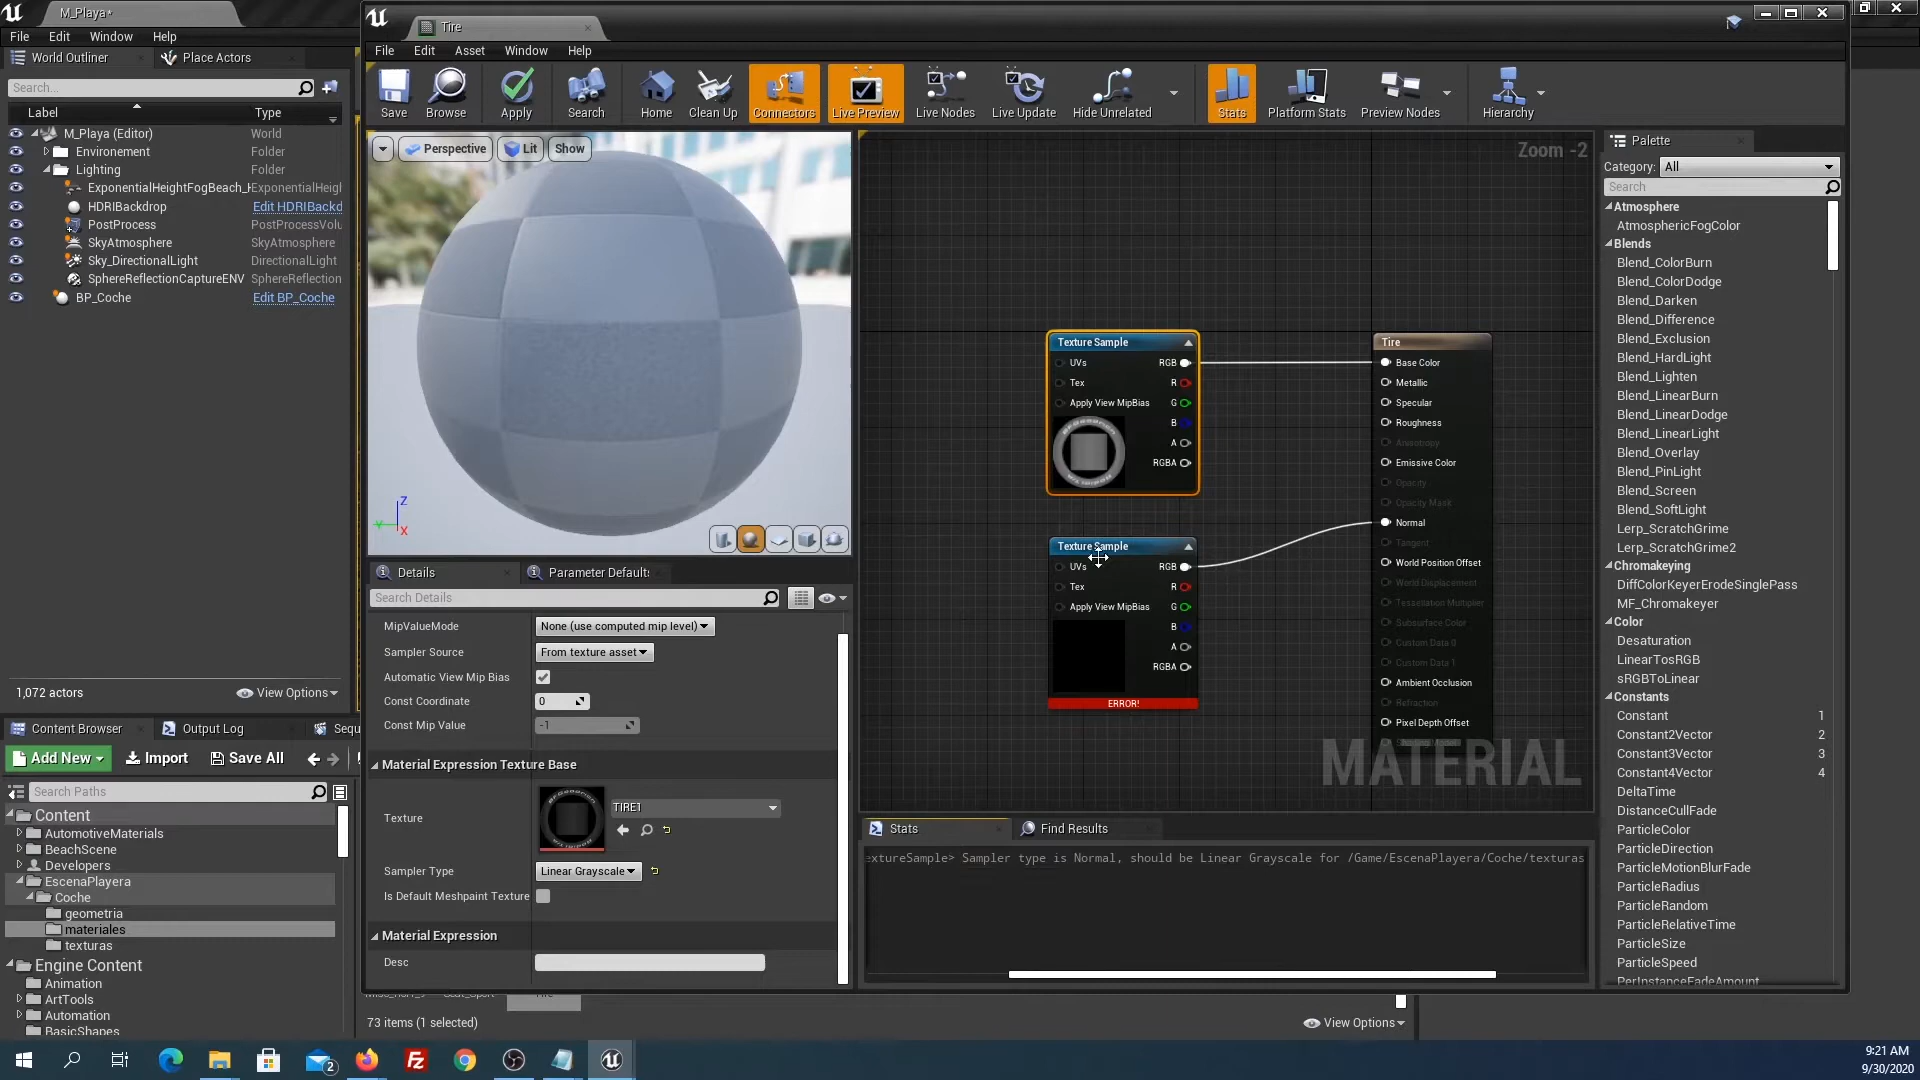 M_Playa*
File
Edit
Window
Help
World Outliner
Place Actors
Search...
Label
Type
M_Playa (Editor)
World
Environement
Folder
Lighting
Folder
ExponentialHeightFogBeach_H
ExponentialHeigh
HDRIBackdrop
Edit HDRIBackd
PostProcess
PostProcessVolu
SkyAtmosphere
SkyAtmosphere
Sky_DirectionalLight
DirectionalLight
SphereReflectionCaptureENV
SphereReflection
BP_Coche
Edit BP_Coche
1,072 actors
View Options
Content Browser
Output Log
Sequ
Add New
Import
Save All
Search Paths
Content
AutomotiveMaterials
BeachScene
Developers
EscenaPlayera
Coche
geometria
materiales
texturas
Engine Content
Animation
ArtTools
Automation
BasicShapes
Tire
File
Edit
Asset
Window
Help
Save
Browse
Apply
Search
Home
Clean Up
Connectors
Live Preview
Live Nodes
Live Update
Hide Unrelated
Stats
Platform Stats
Preview Nodes
Hierarchy
Perspective
Lit
Show
Z
Y
X
Details
Parameter Defaults
Search Details
MipValueMode
None (use computed mip level)
Sampler Source
From texture asset
Automatic View Mip Bias
Const Coordinate
0
Const Mip Value
-1
Material Expression Texture Base
Texture
TIRE1
Sampler Type
Linear Grayscale
Is Default Meshpaint Texture
Material Expression
Desc
73 items (1 selected)
View Options
Zoom -2
Texture Sample
UVs
RGB
Tex
R
Apply View MipBias
G
B
A
RGBA
Texture Sample
UVs
RGB
Tex
R
Apply View MipBias
G
B
A
RGBA
ERROR!
Tire
Base Color
Metallic
Specular
Roughness
Anisotropy
Emissive Color
Opacity
Opacity Mask
Normal
Tangent
World Position Offset
World Displacement
Tessellation Multiplier
Subsurface Color
Custom Data 0
Custom Data 1
Ambient Occlusion
Refraction
Pixel Depth Offset
MATERIAL
Stats
Find Results
extureSample> Sampler type is Normal, should be Linear Grayscale for /Game/EscenaPlayera/Coche/texturas
Palette
Category:
All
Search
Atmosphere
AtmosphericFogColor
Blends
Blend_ColorBurn
Blend_ColorDodge
Blend_Darken
Blend_Difference
Blend_Exclusion
Blend_HardLight
Blend_Lighten
Blend_LinearBurn
Blend_LinearDodge
Blend_LinearLight
Blend_Overlay
Blend_PinLight
Blend_Screen
Blend_SoftLight
Lerp_ScratchGrime
Lerp_ScratchGrime2
Chromakeying
DiffColorKeyerErodeSinglePass
MF_Chromakeyer
Color
Desaturation
LinearTosRGB
sRGBToLinear
Constants
Constant 1
Constant2Vector 2
Constant3Vector 3
Constant4Vector 4
DeltaTime
DistanceCullFade
ParticleColor
ParticleDirection
ParticleMotionBlurFade
ParticleRadius
ParticleRandom
ParticleRelativeTime
ParticleSize
ParticleSpeed
PerInstanceFadeAmount
2
9:21 AM
9/30/2020